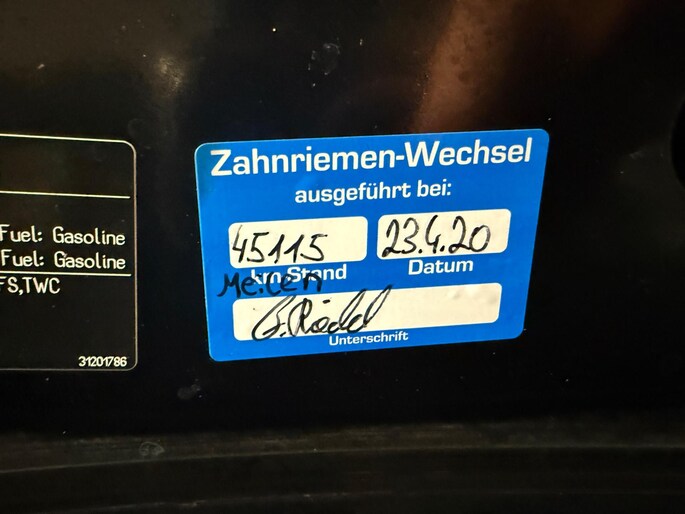 Fuel: Gasoline
Fuel: Gasoline
FS,TWC
31201786
Zahnriemen-Wechsel
ausgeführt bei:
45115 23.4.20
km-Stand Datum
Meilen
Unterschrift